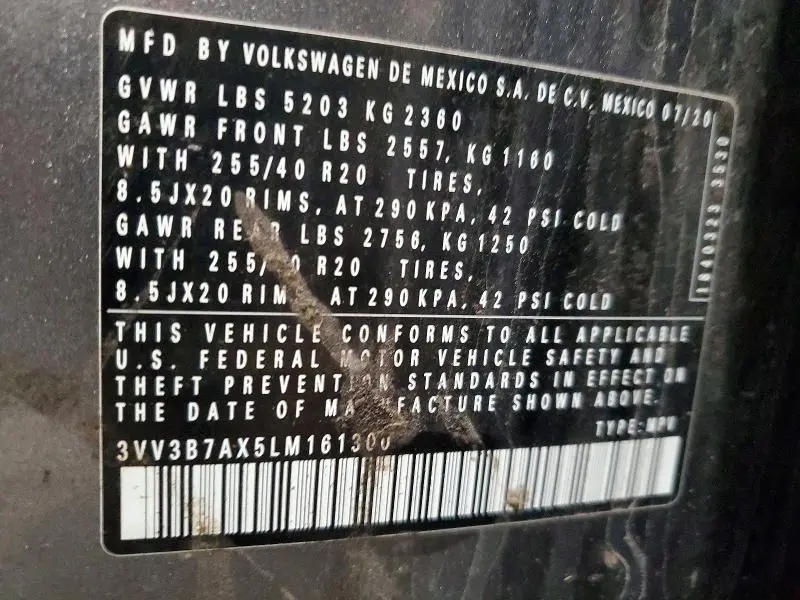 MFD BY VOLKSWAGEN DE MEXICO S.A. DE C.V. MEXICO 07/20
GVWR LBS 5203 KG 2360
GAWR FRONT LBS 2557, KG 1160
WITH 255/40 R20 TIRES,
8.5JX20 RIMS, AT 290 KPA, 42 PSI COLD
GAWR REAR LBS 2756, KG 1250
WITH R20 TIRES,
8.5JX20 AT 290 KPA, 42 PSI COLD
THIS VEHICLE CONFORMS TO ALL APPLICABLE
U.S. FEDERAL MOTOR VEHICLE SAFETY AND
THEFT PREVENTION STANDARDS IN EFFECT ON
THE DATE OF MANUFACTURE SHOWN ABOVE.
TYPE:MPV
3VV3B7AX5LM161300